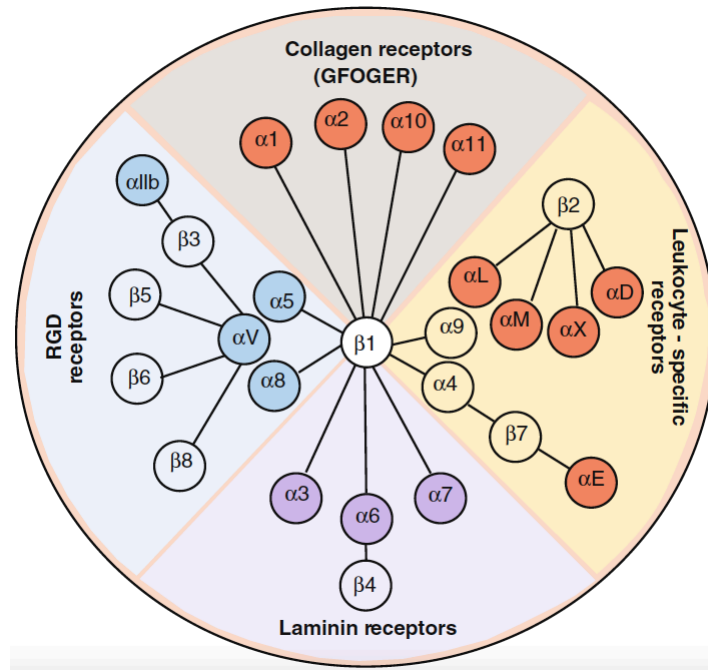 Collagen receptors
(GFOGER)
α1
α2
α10
α11
αIIb
β3
β5
αV
β6
β8
α5
α8
RGD
receptors
β1
β2
αL
αM
αX
αD
α9
α4
β7
αE
Leukocyte - specific
receptors
α3
α6
α7
β4
Laminin receptors